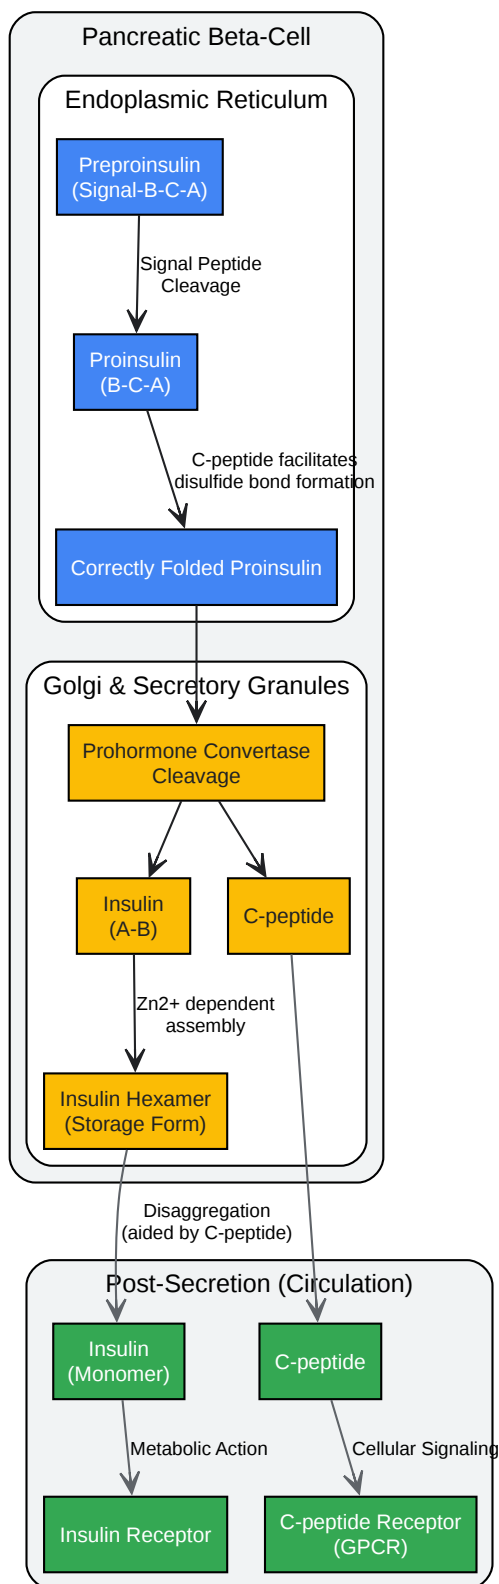 Pancreatic Beta-Cell
Endoplasmic Reticulum
Preproinsulin
(Signal-B-C-A)
Signal Peptide
Cleavage
Proinsulin
(B-C-A)
C-peptide facilitates
disulfide bond formation
Correctly Folded Proinsulin
Golgi & Secretory Granules
Prohormone Convertase
Cleavage
Insulin
(A-B)
C-peptide
Zn2+ dependent
assembly
Insulin Hexamer
(Storage Form)
Disaggregation
(aided by C-peptide)
Post-Secretion (Circulation)
Insulin
(Monomer)
C-peptide
Metabolic Action
Cellular Signaling
Insulin Receptor
C-peptide Receptor
(GPCR)